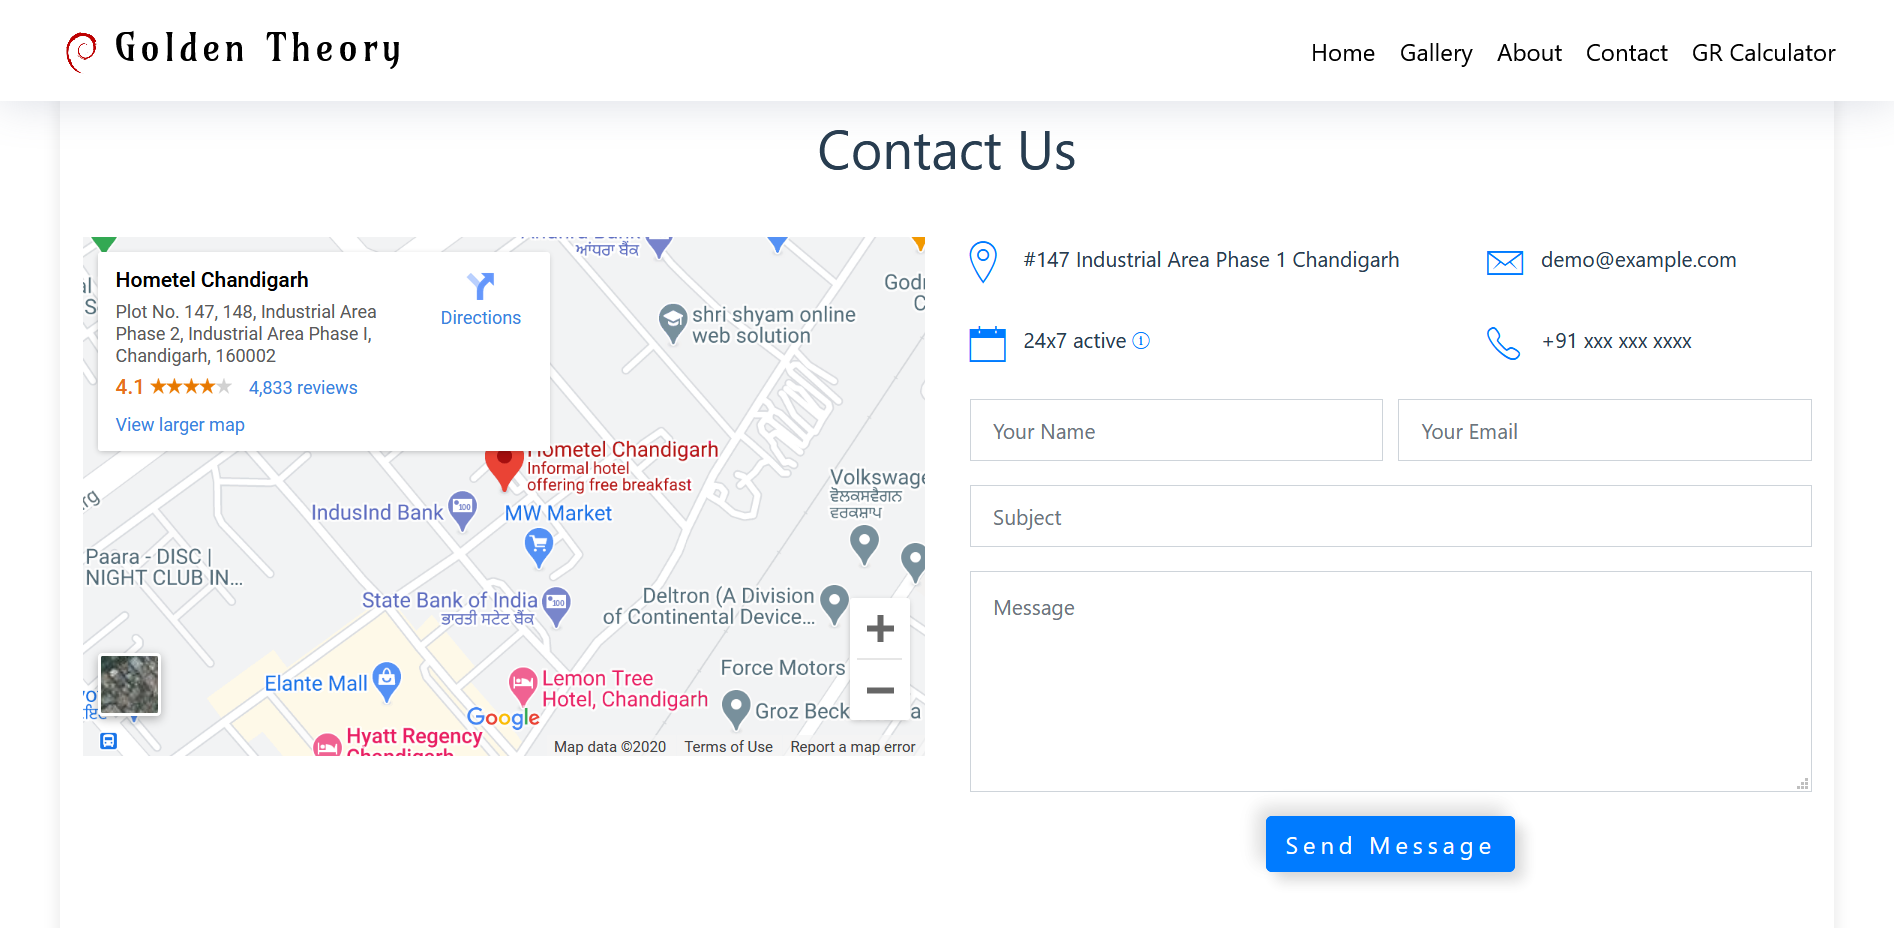 Golden Theory
Home Gallery About Contact GR Calculator
Contact Us
ਆਂਧਰਾ ਬੈਂਕ
Hometel Chandigarh
Plot No. 147, 148, Industrial Area
Phase 2, Industrial Area Phase I,
Chandigarh, 160002
4.1 4,833 reviews
View larger map
Directions
shri shyam online
web solution
Hometel Chandigarh
Informal hotel
offering free breakfast
IndusInd Bank
MW Market
Volkswage
ਵੋਲਕਸਵੈਗਨ
ਵਰਕਸ਼ਾਪ
Paara - DISC |
NIGHT CLUB IN...
State Bank of India
ਭਾਰਤੀ ਸਟੇਟ ਬੈਂਕ
Deltron (A Division
of Continental Device...
Force Motors
Elante Mall
Lemon Tree
Hotel, Chandigarh
Groz Beck
Google
Hyatt Regency
Chandigarh
Map data ©2020 Terms of Use Report a map error
#147 Industrial Area Phase 1 Chandigarh
demo@example.com
24x7 active
+91 xxx xxx xxxx
Your Name
Your Email
Subject
Message
Send Message